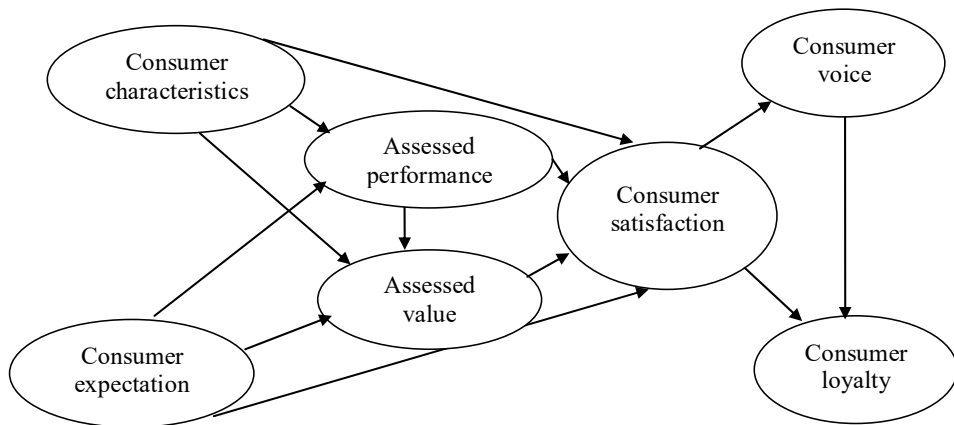 Consumer
characteristics
Assessed
performance
Assessed
value
Consumer
expectation
Consumer
satisfaction
Consumer
voice
Consumer
loyalty